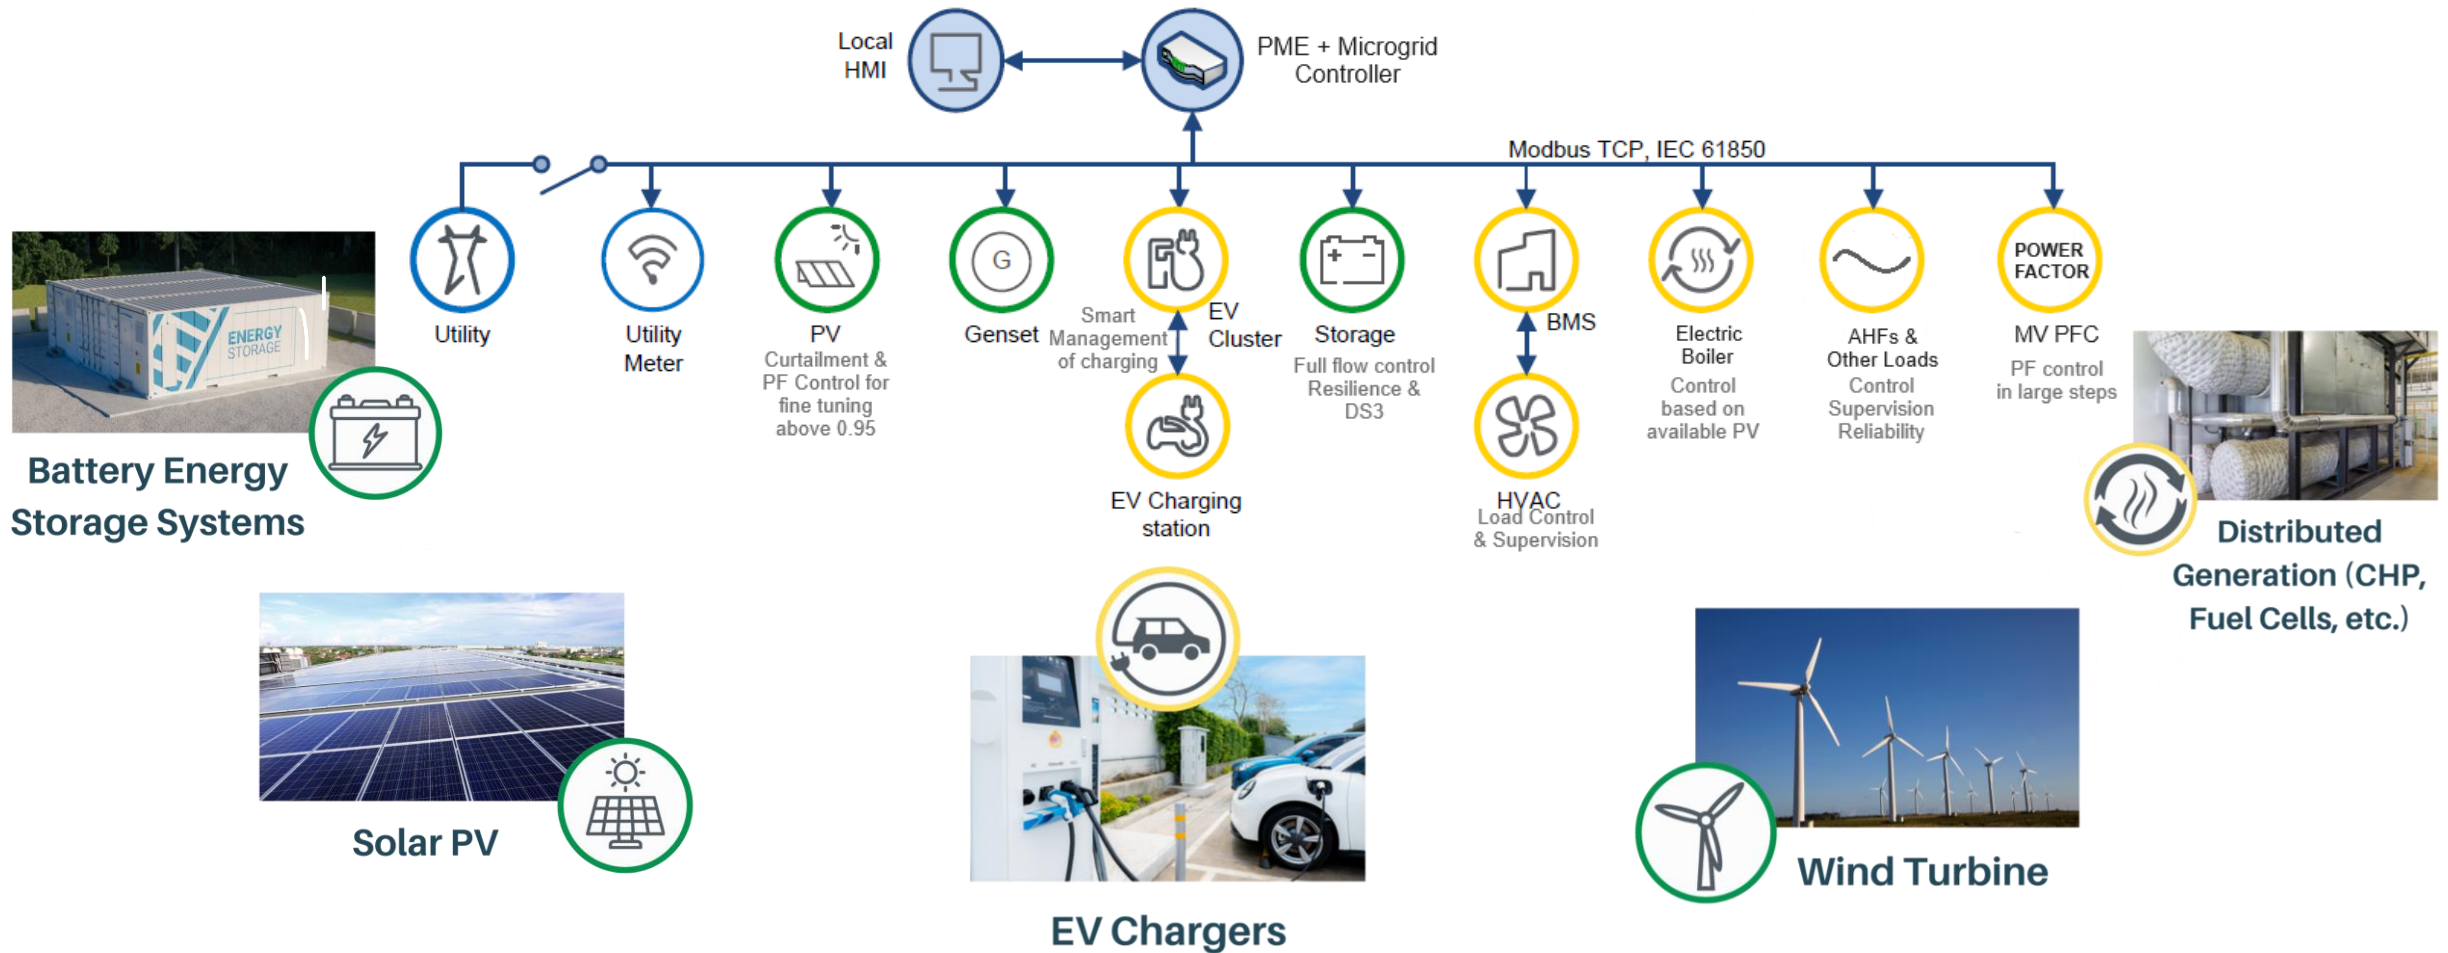 Local
HMI
PME + Microgrid
Controller
Modbus TCP, IEC 61850
G
POWER
FACTOR
Utility
Utility
Meter
PV
Curtailment &
PF Control for
fine tuning
above 0.95
Genset
Smart
Management
of charging
EV
Cluster
EV Charging
station
Storage
Full flow control
Resilience &
DS3
BMS
HVAC
Load Control
& Supervision
Electric
Boiler
Control
based on
available PV
AHFs &
Other Loads
Control
Supervision
Reliability
MV PFC
PF control
in large steps
ENERGY
STORAGE
Battery Energy
Storage Systems
Solar PV
EV Chargers
Wind Turbine
Distributed
Generation (CHP,
Fuel Cells, etc.)